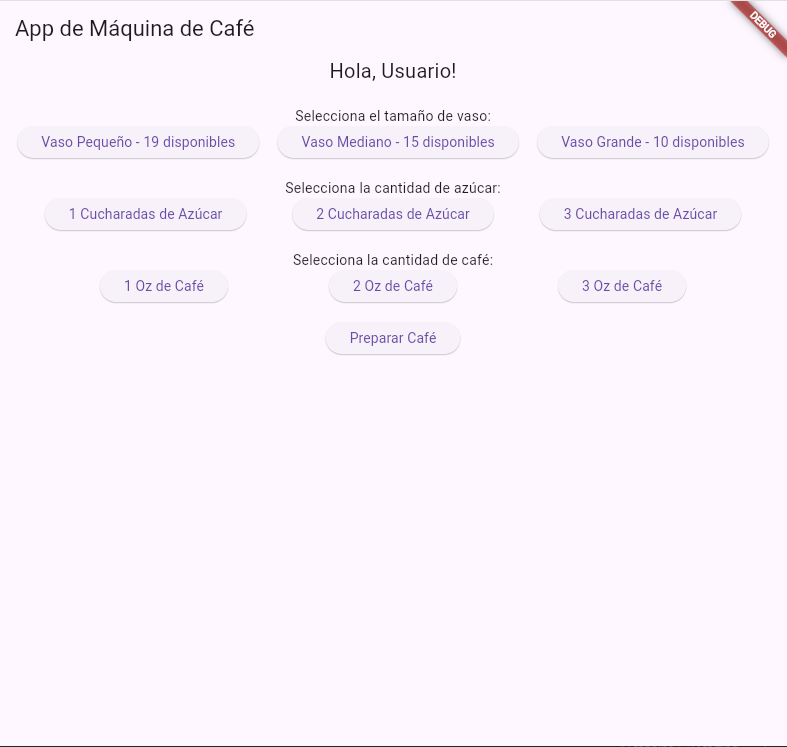 App de Máquina de Café
DEBUG
Hola, Usuario!
Selecciona el tamaño de vaso:
Vaso Pequeño - 19 disponibles
Vaso Mediano - 15 disponibles
Vaso Grande - 10 disponibles
Selecciona la cantidad de azúcar:
1 Cucharadas de Azúcar
2 Cucharadas de Azúcar
3 Cucharadas de Azúcar
Selecciona la cantidad de café:
1 Oz de Café
2 Oz de Café
3 Oz de Café
Preparar Café